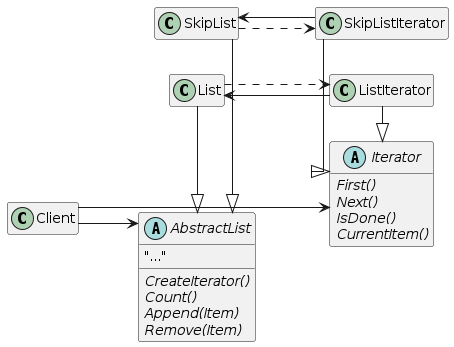 C SkipList
C SkipListIterator
C List
C ListIterator
A Iterator
First()
Next()
IsDone()
CurrentItem()
C Client
A AbstractList
"..."
CreateIterator()
Count()
Append(Item)
Remove(Item)